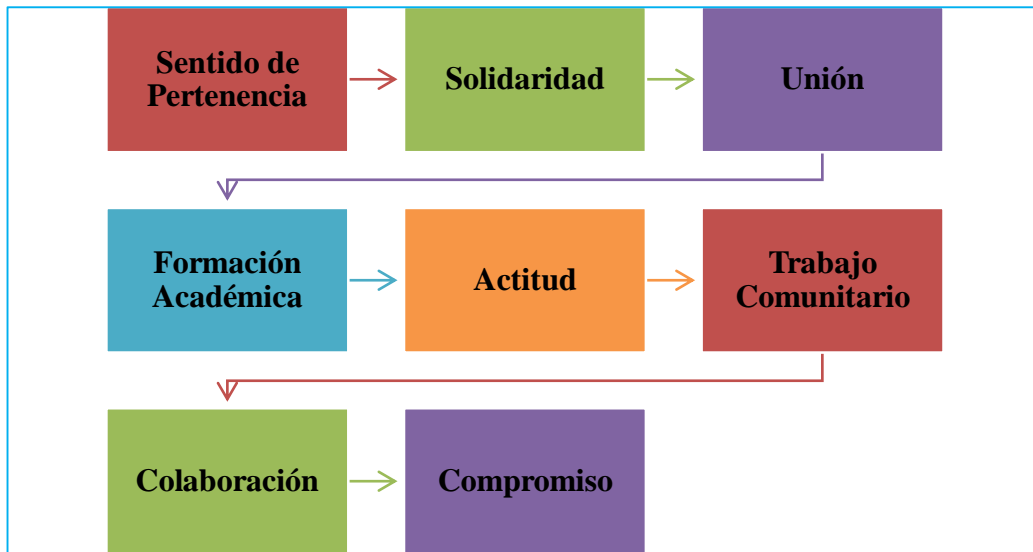 Sentido de
Pertenencia
Solidaridad
Unión
Formación
Académica
Actitud
Trabajo
Comunitario
Colaboración
Compromiso